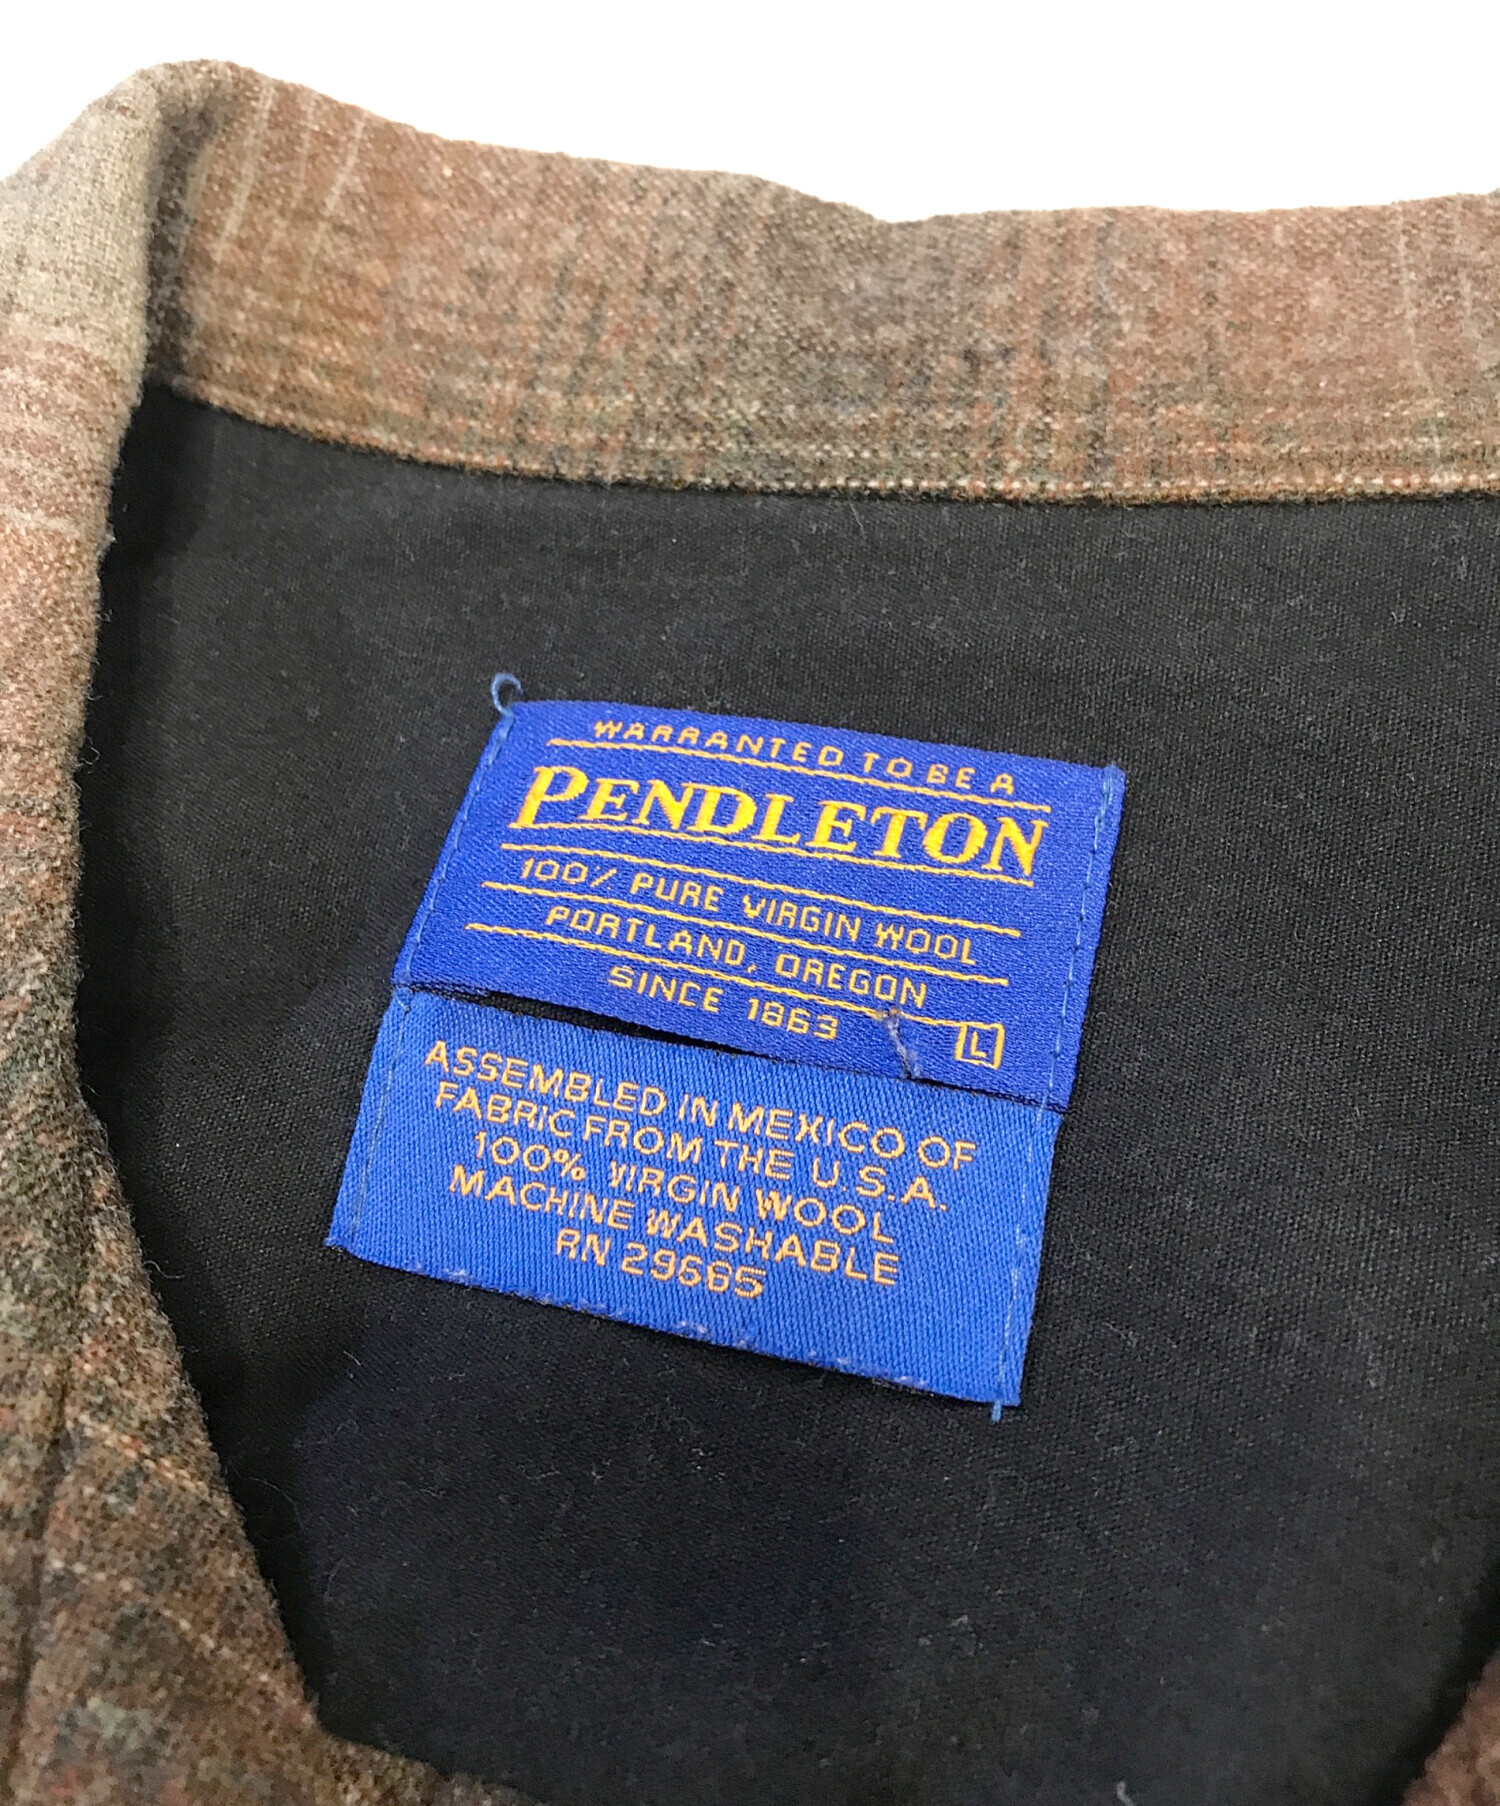 WARRANTED TO BE A
PENDLETON
100% PURE VIRGIN WOOL
PORTLAND, OREGON
SINCE 1863
L
ASSEMBLED IN MEXICO OF
FABRIC FROM THE U.S.A.
100% VIRGIN WOOL
MACHINE WASHABLE
RN 29685